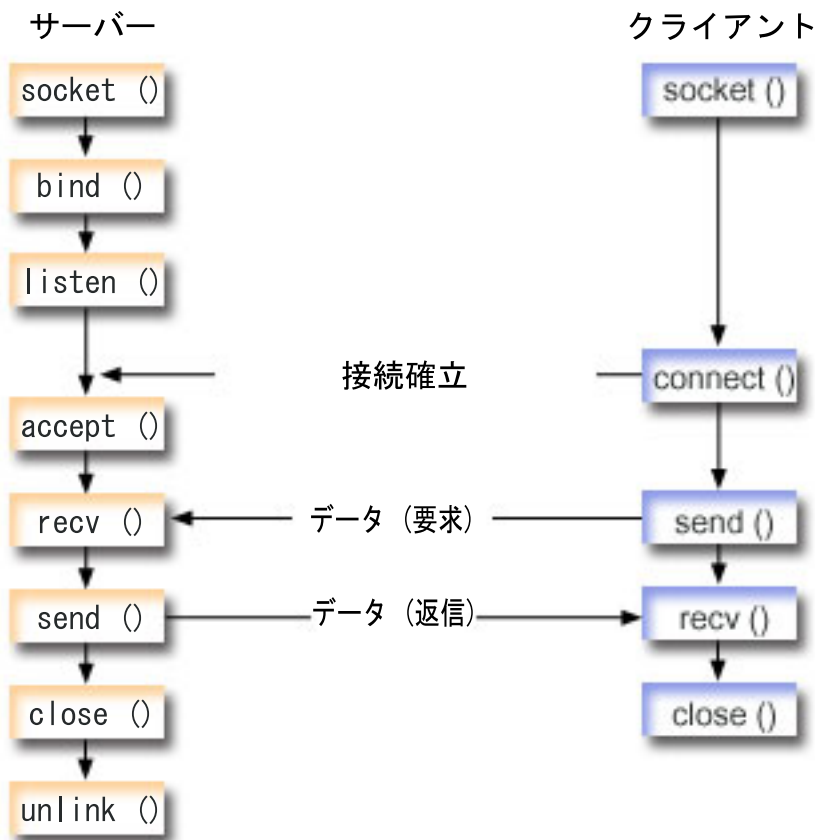 サーバー
クライアント
socket ()
socket ()
bind ()
listen ()
接続確立
connect ()
accept ()
recv ()
データ (要求)
send ()
send ()
データ (返信)
recv ()
close ()
close ()
unlink ()